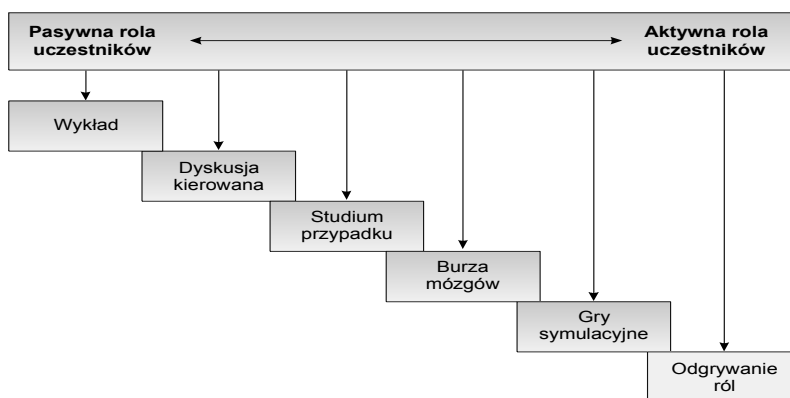 Pasywna rola
uczestników
Aktywna rola
uczestników
Wykład
Dyskusja
kierowana
Studium
przypadku
Burza
mózgów
Gry
symulacyjne
Odgrywanie
ról